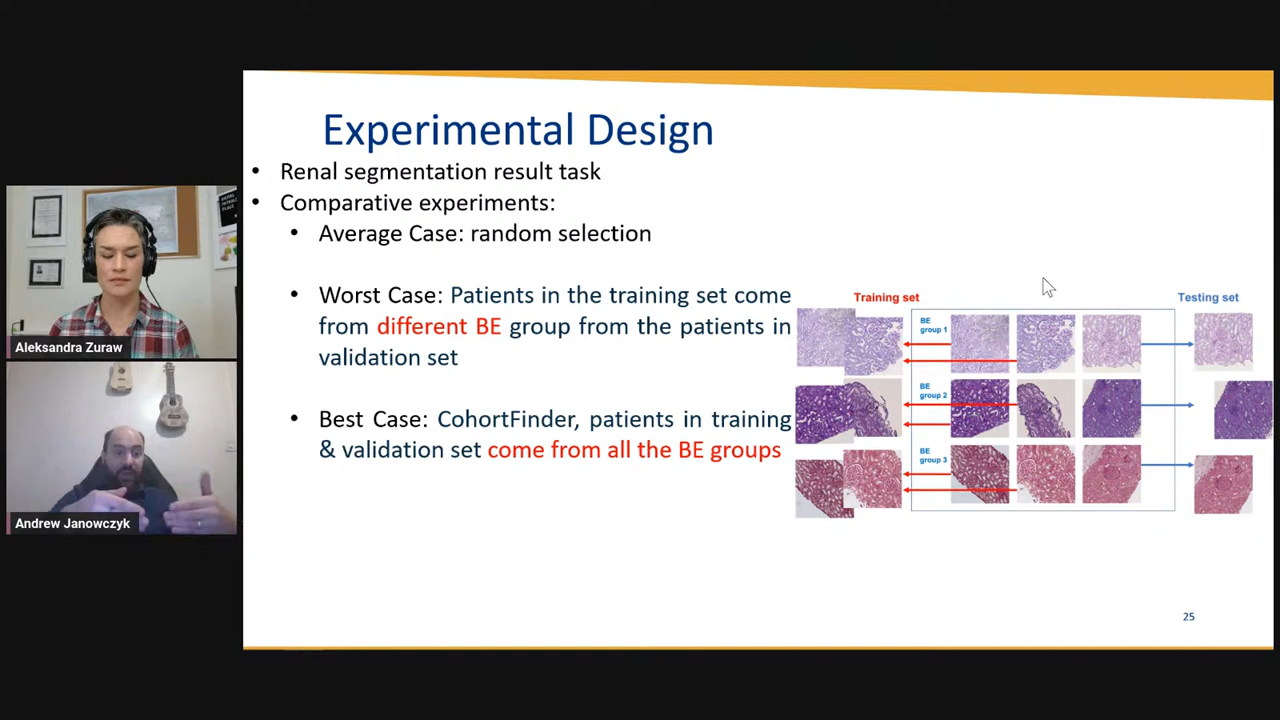 Experimental Design
• Renal segmentation result task
• Comparative experiments:
• Average Case: random selection
• Worst Case: Patients in the training set come
from different BE group from the patients in
validation set
• Best Case: CohortFinder, patients in training
& validation set come from all the BE groups
Training set
Testing set
BE
group 1
BE
group 2
BE
group 3
25
Aleksandra Zuraw
Andrew Janowczyk